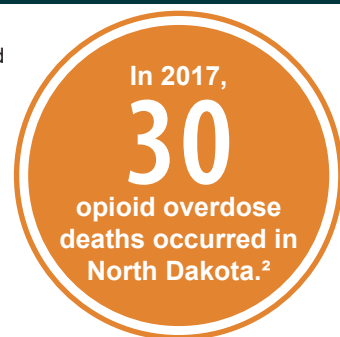 In 2017,
30
opioid overdose
deaths occurred in
North Dakota.²